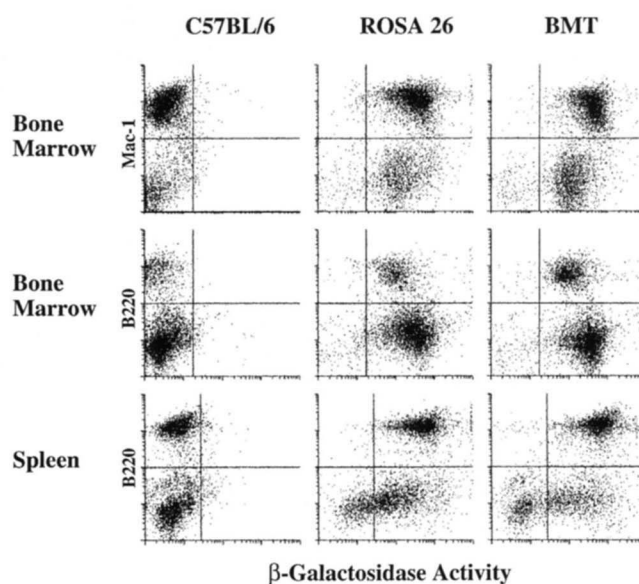 C57BL/6 ROSA 26 BMT
Bone
Marrow
Mac-1
Bone
Marrow
B220
Spleen
B220
β-Galactosidase Activity